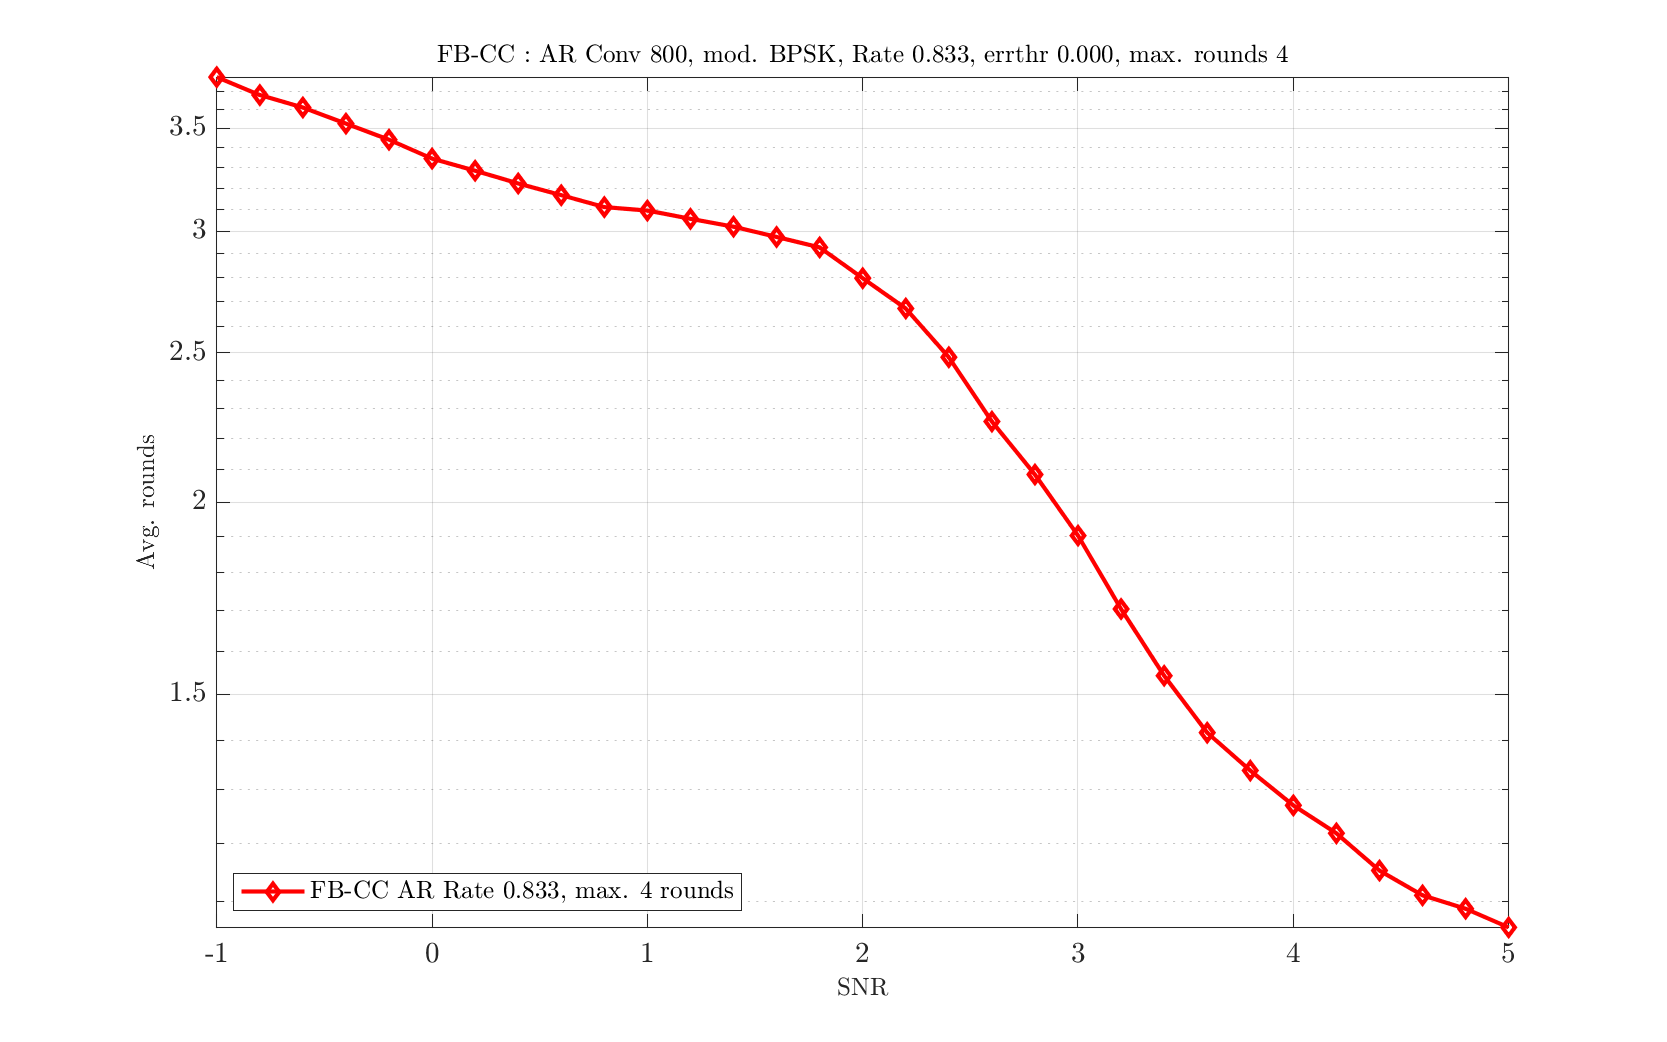 FB-CC : AR Conv 800, mod. BPSK, Rate 0.833, errthr 0.000, max. rounds 4
3.5
3
2.5
2
1.5
Avg. rounds
FB-CC AR Rate 0.833, max. 4 rounds
-1 0 1 2 3 4 5
SNR